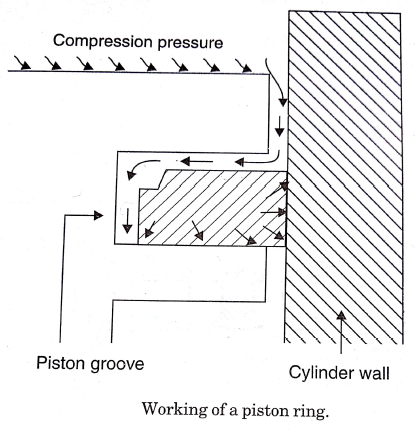 Compression pressure
Piston groove
Cylinder wall
Working of a piston ring.